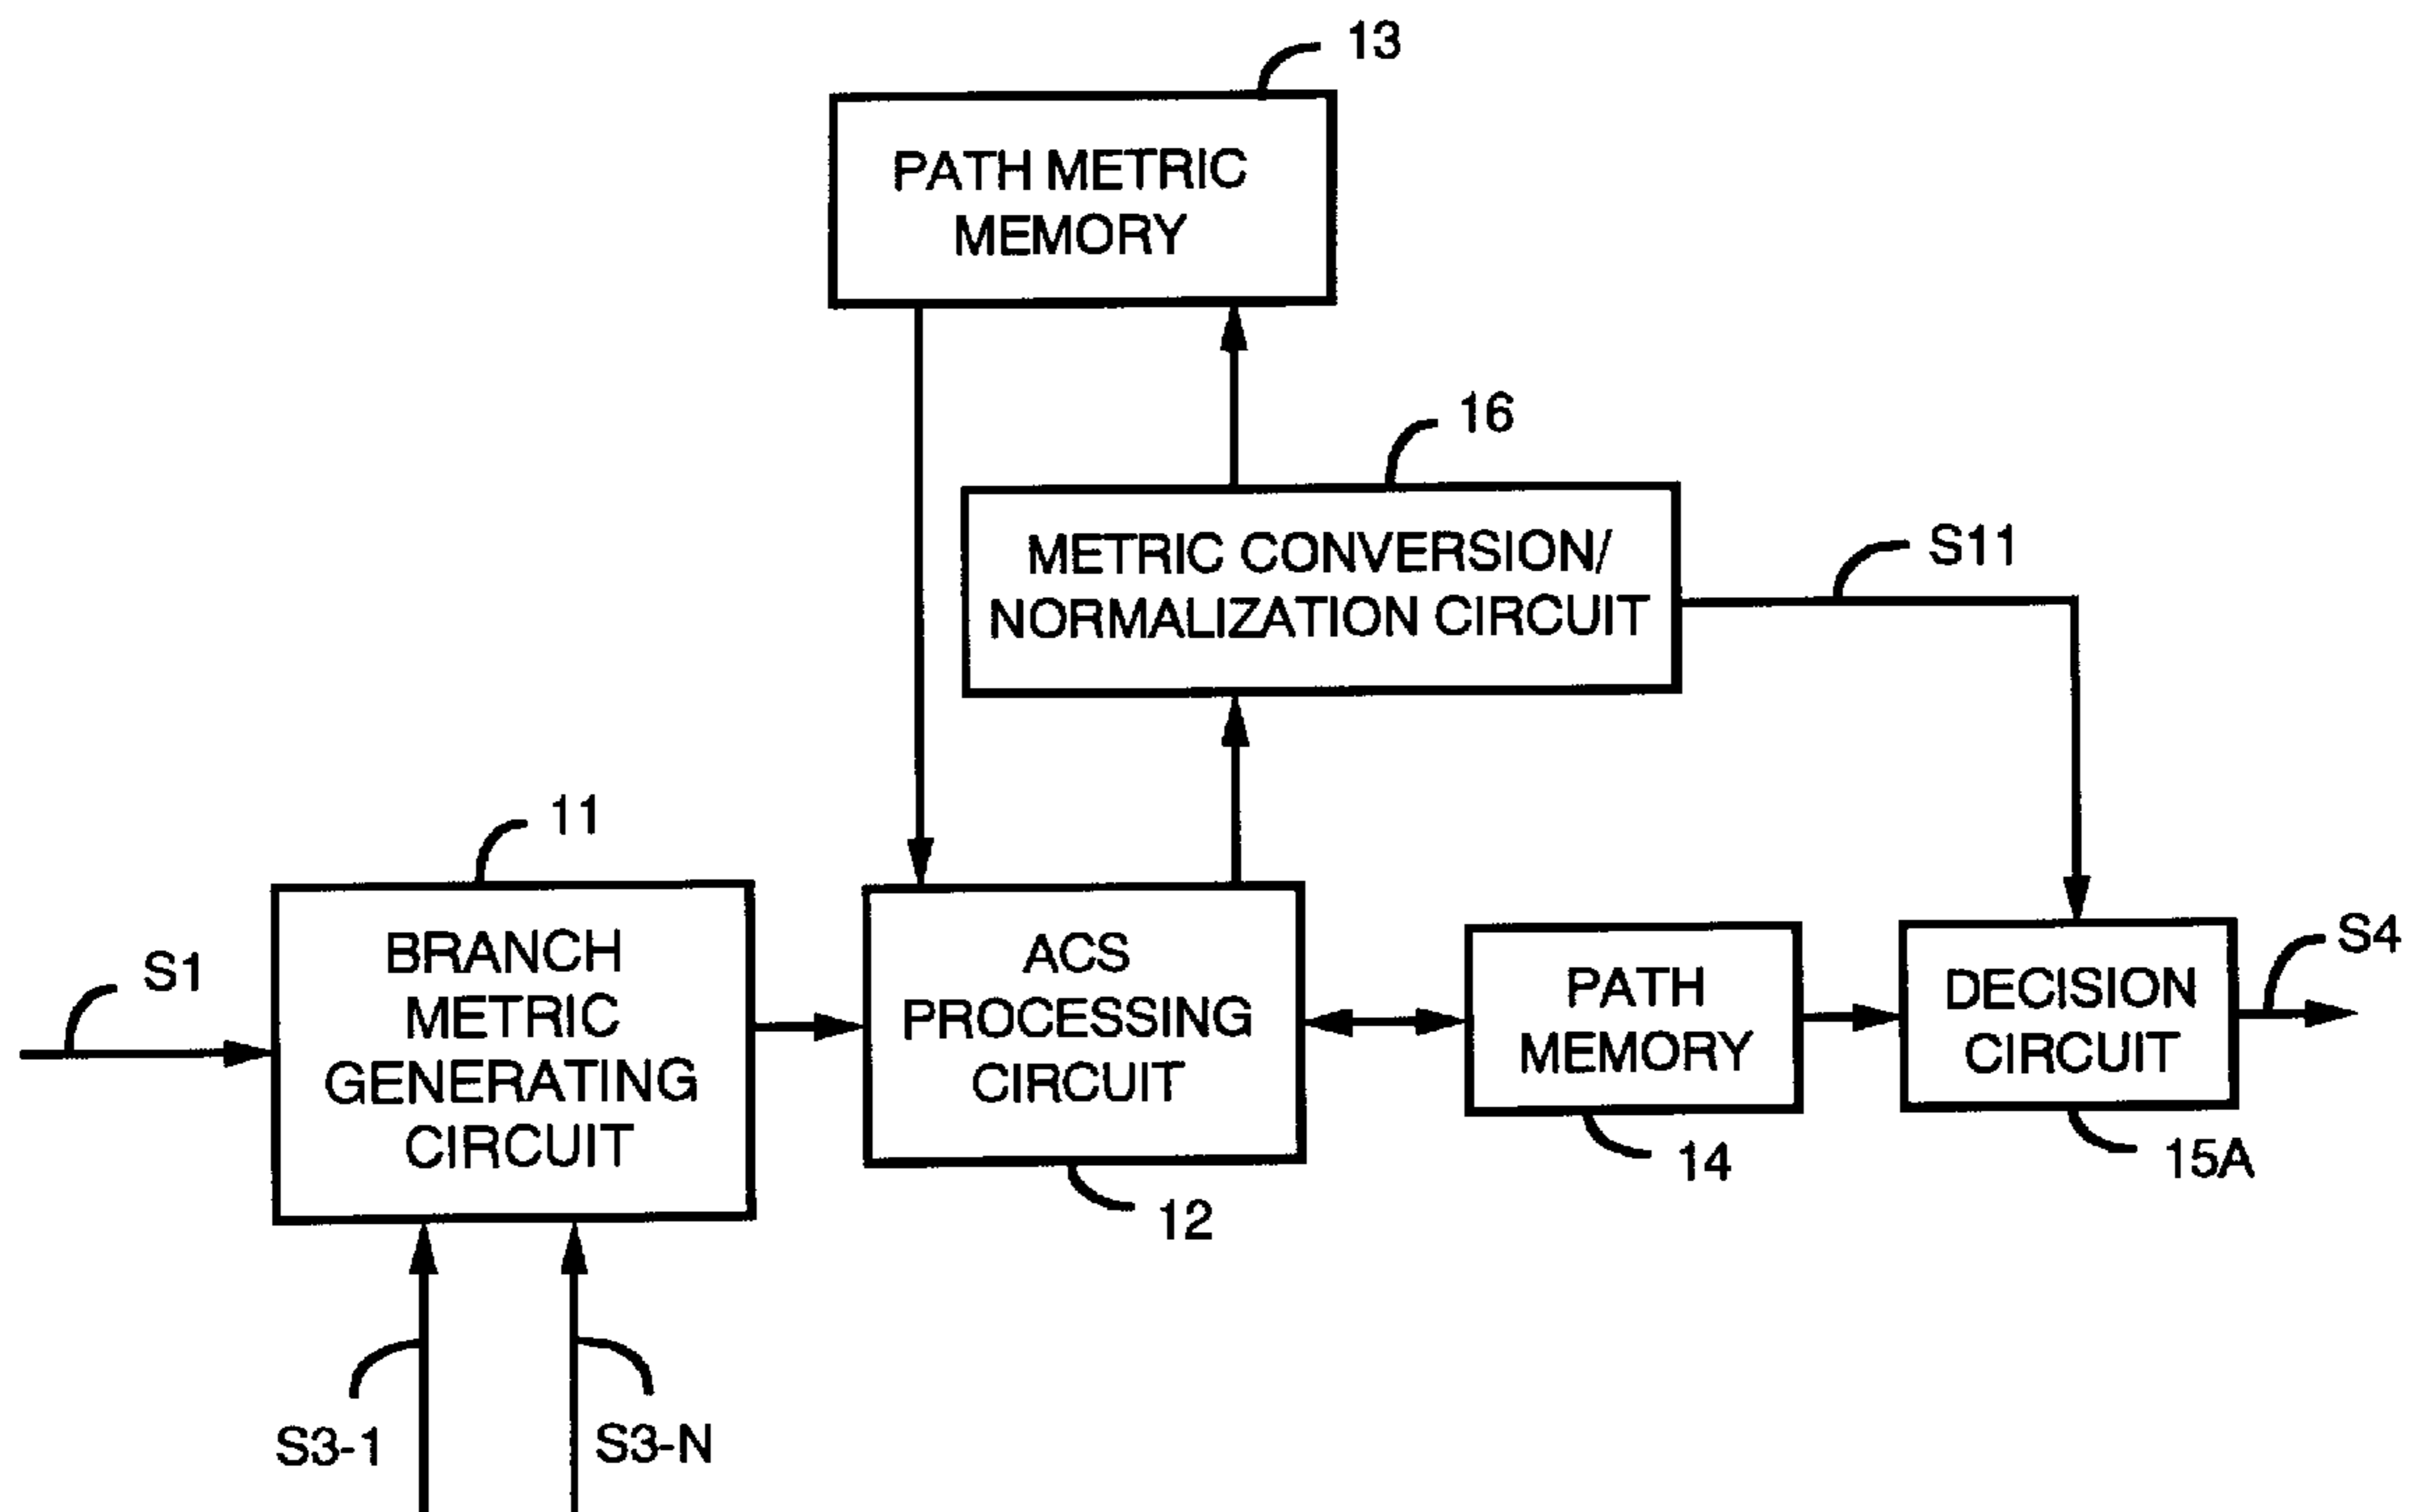 13
PATH METRIC
MEMORY
16
METRIC CONVERSION/
NORMALIZATION CIRCUIT
S11
11
BRANCH
METRIC
GENERATING
CIRCUIT
S1
ACS
PROCESSING
CIRCUIT
12
PATH
MEMORY
14
DECISION
CIRCUIT
15A
S4
S3-1
S3-N